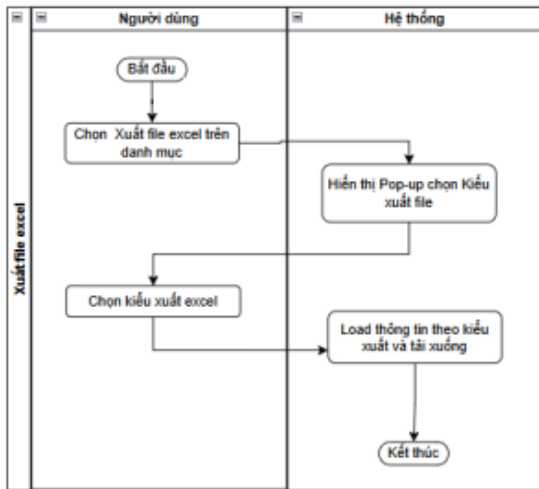 Người dùng
Hệ thống
Xuất file excel
Bắt đầu
Chọn Xuất file excel trên
danh mục
Hiển thị Pop-up chọn Kiểu
xuất file
Chọn kiểu xuất excel
Load thông tin theo kiểu
xuất và tải xuống
Kết thúc